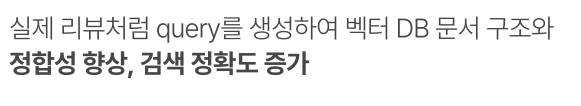 실제 리뷰처럼 query를 생성하여 벡터 DB 문서 구조와
정합성 향상, 검색 정확도 증가